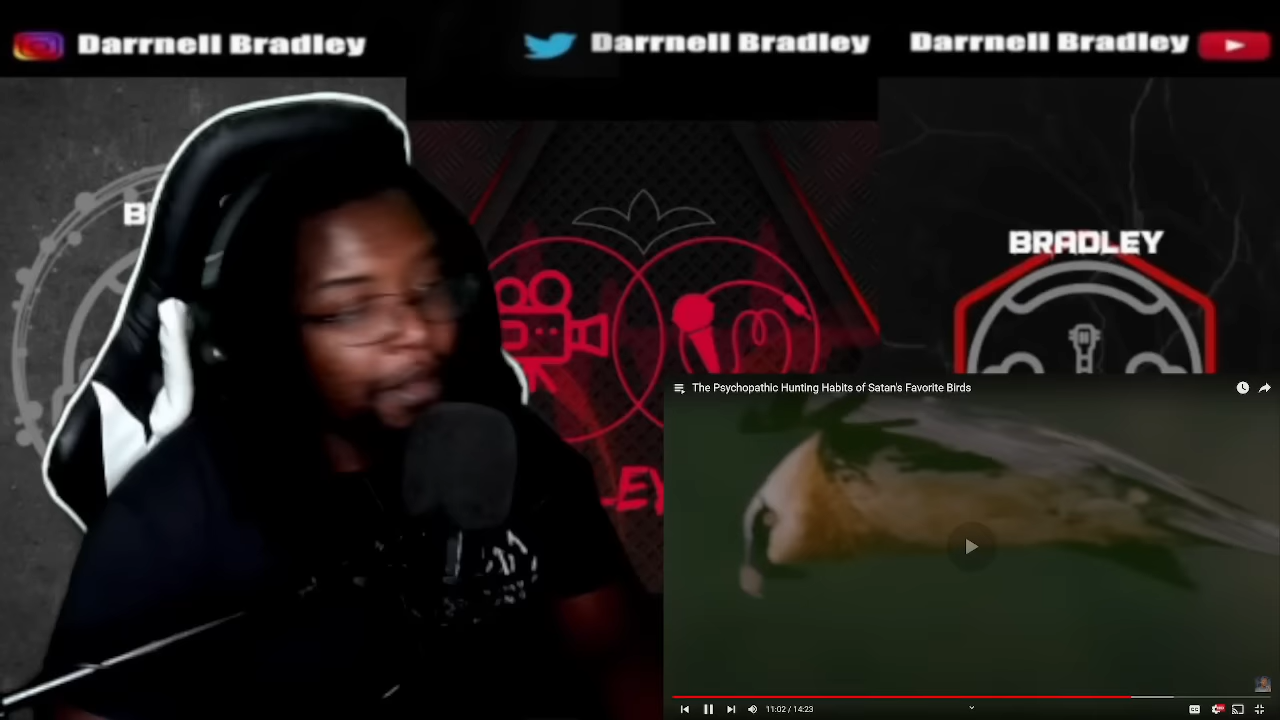 Darrnell Bradley
Darrnell Bradley
Darrnell Bradley
BRADLEY
The Psychopathic Hunting Habits of Satan's Favorite Birds
11:02 / 14:23